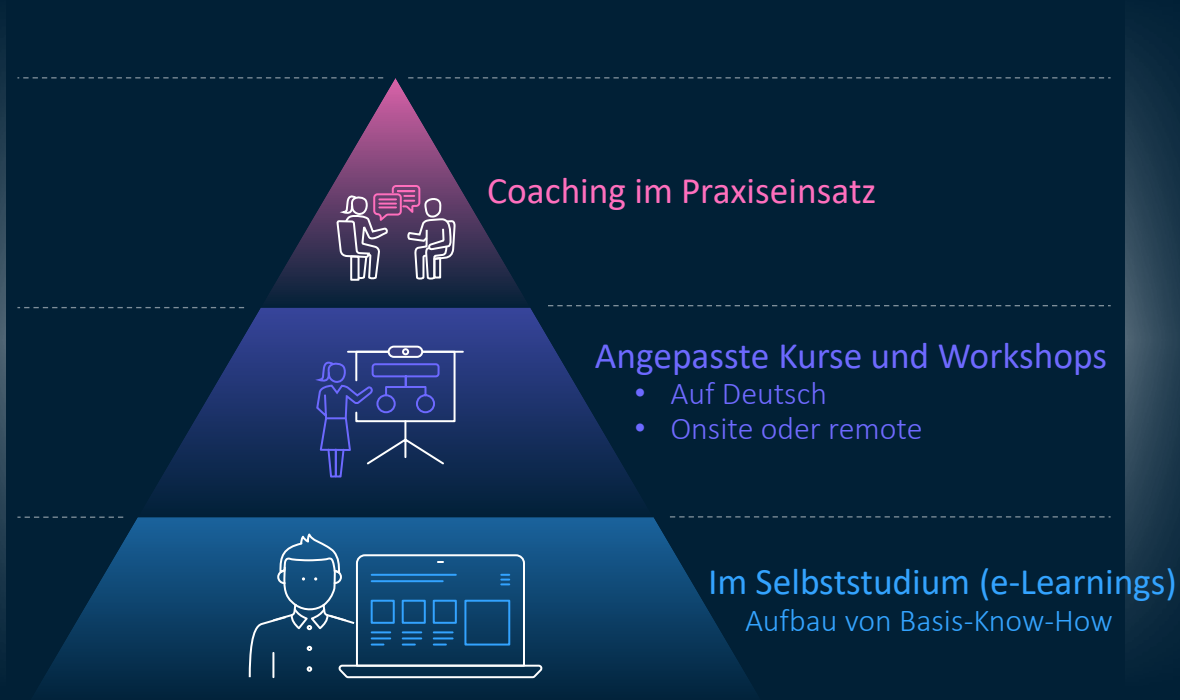 Coaching im Praxiseinsatz
Angepasste Kurse und Workshops
• Auf Deutsch
• Onsite oder remote
Im Selbststudium (e-Learnings)
Aufbau von Basis-Know-How